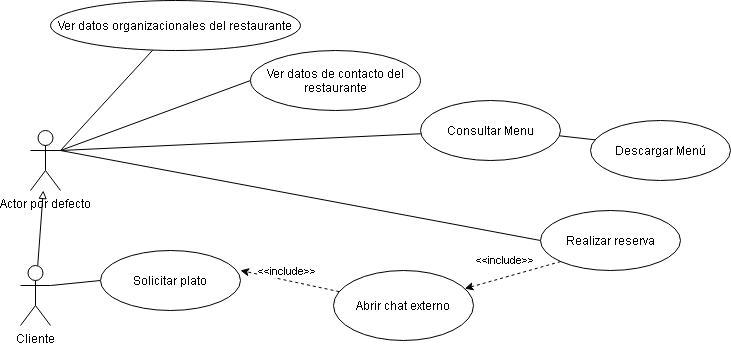 Ver datos organizacionales del restaurante
Ver datos de contacto del
restaurante
Consultar Menu
Descargar Menú
Actor por defecto
Realizar reserva
<<include>>
<<include>>
Solicitar plato
Abrir chat externo
Cliente